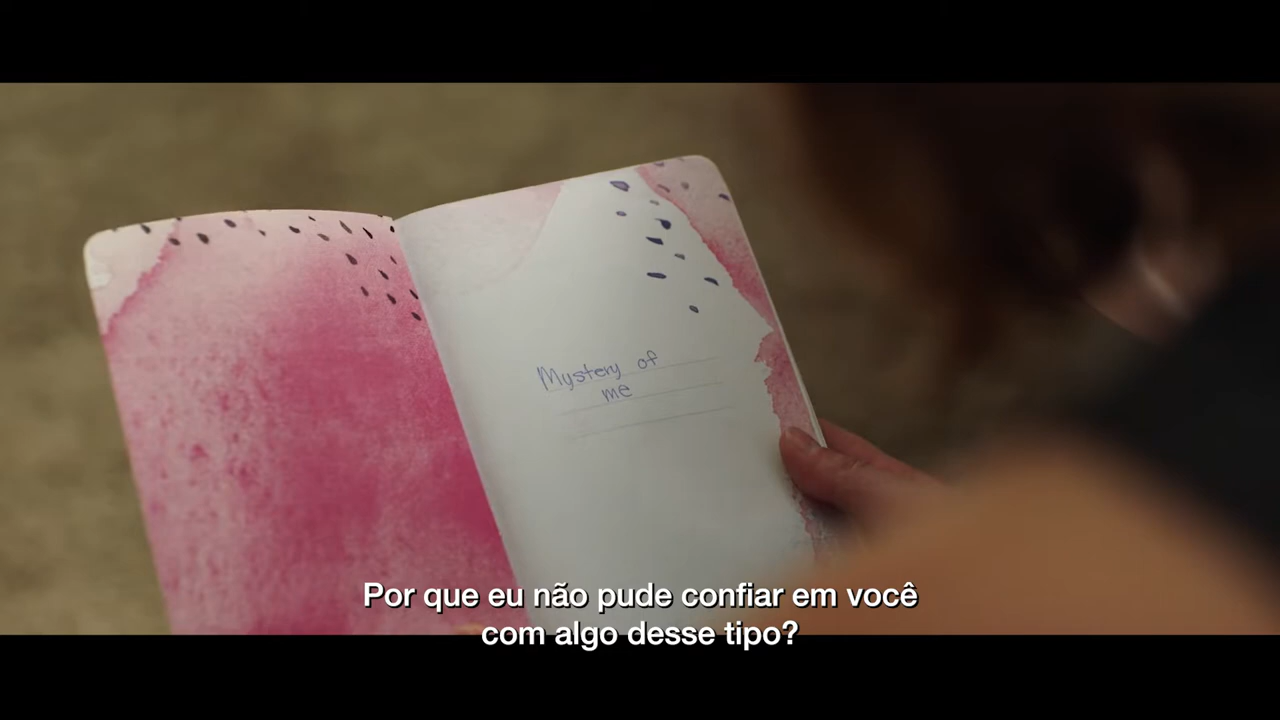 Mystery of
me
Por que eu não pude confiar em você
com algo desse tipo?